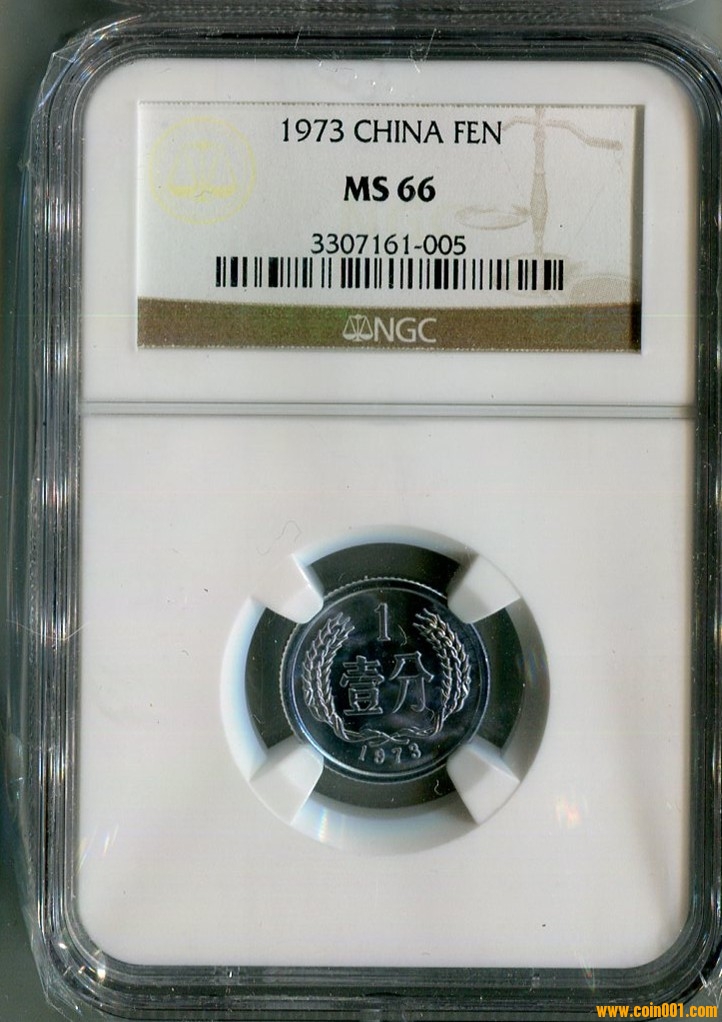 1973 CHINA FEN
MS 66
3307161-005
NGC
1
壹分
1973
www.coin001.com